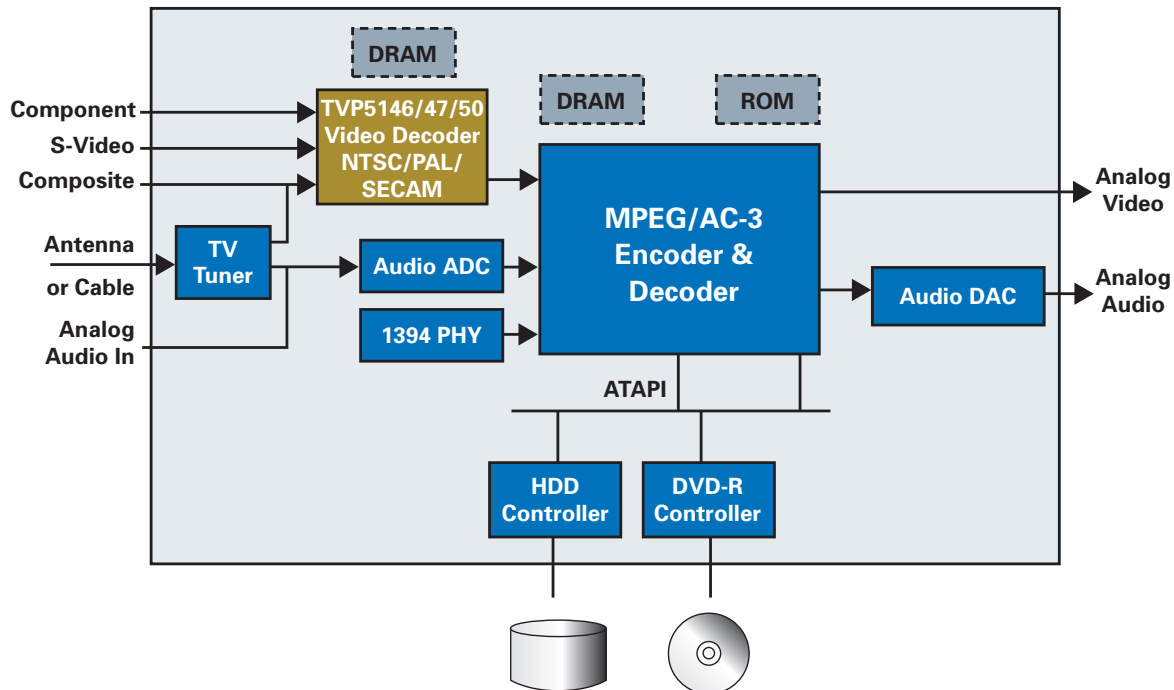 DRAM
Component
S-Video
Composite
TVP5146/47/50
Video Decoder
NTSC/PAL/
SECAM
DRAM
ROM
Antenna
or Cable
TV
Tuner
Analog
Audio In
Audio ADC
1394 PHY
MPEG/AC-3
Encoder &
Decoder
Analog
Video
Audio DAC
Analog
Audio
ATAPI
HDD
Controller
DVD-R
Controller